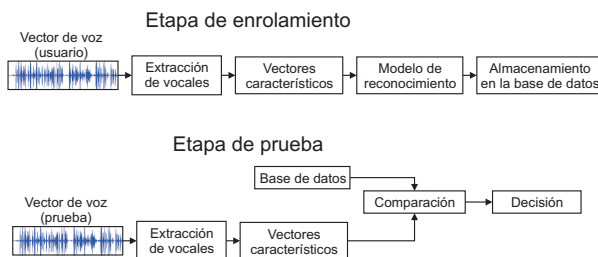 Etapa de enrolamiento
Vector de voz
(usuario)
Extracción
de vocales
Vectores
característicos
Modelo de
reconocimiento
Almacenamiento
en la base de datos
Etapa de prueba
Base de datos
Vector de voz
(prueba)
Extracción
de vocales
Vectores
característicos
Comparación
Decisión